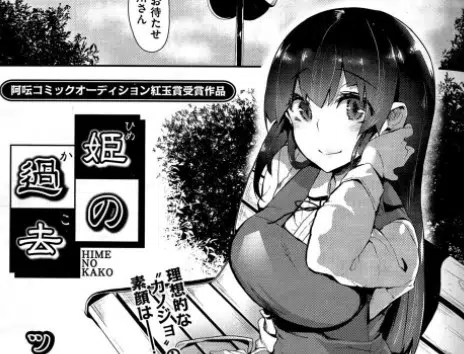 お待たせ
さん
阿吽コミックオーディション紅玉賞受賞作品
姫の
ひめ
過去
かこ
HIME
NO
KAKO
理想的な
“カノジョ”の
素顔は―
ツ